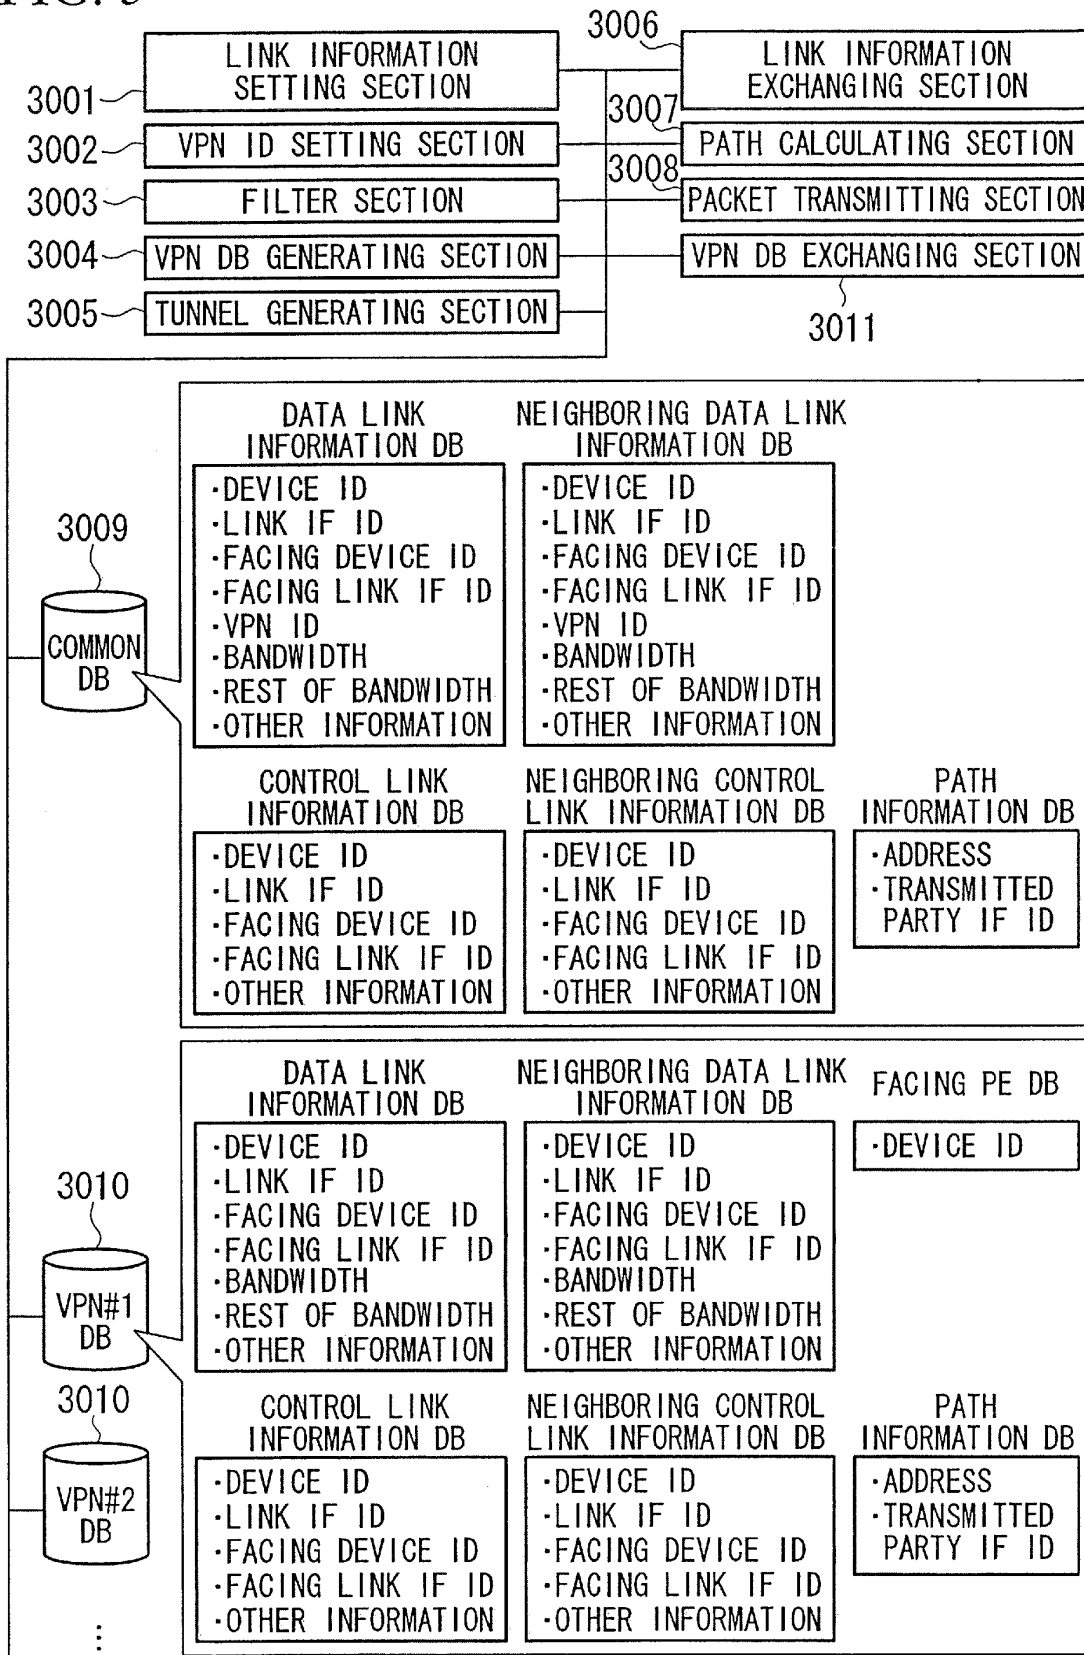 3006
LINK INFORMATION
SETTING SECTION
LINK INFORMATION
EXCHANGING SECTION
3001
3007
3002
VPN ID SETTING SECTION
PATH CALCULATING SECTION
3008
3003
FILTER SECTION
PACKET TRANSMITTING SECTION
3004
VPN DB GENERATING SECTION
VPN DB EXCHANGING SECTION
3005
TUNNEL GENERATING SECTION
3011
DATA LINK
INFORMATION DB
·DEVICE ID
·LINK IF ID
·FACING DEVICE ID
·FACING LINK IF ID
·VPN ID
·BANDWIDTH
·REST OF BANDWIDTH
·OTHER INFORMATION
NEIGHBORING DATA LINK
INFORMATION DB
·DEVICE ID
·LINK IF ID
·FACING DEVICE ID
·FACING LINK IF ID
·VPN ID
·BANDWIDTH
·REST OF BANDWIDTH
·OTHER INFORMATION
3009
COMMON
DB
CONTROL LINK
INFORMATION DB
·DEVICE ID
·LINK IF ID
·FACING DEVICE ID
·FACING LINK IF ID
·OTHER INFORMATION
NEIGHBORING CONTROL
LINK INFORMATION DB
·DEVICE ID
·LINK IF ID
·FACING DEVICE ID
·FACING LINK IF ID
·OTHER INFORMATION
PATH
INFORMATION DB
·ADDRESS
·TRANSMITTED
PARTY IF ID
DATA LINK
INFORMATION DB
·DEVICE ID
·LINK IF ID
·FACING DEVICE ID
·FACING LINK IF ID
·BANDWIDTH
·REST OF BANDWIDTH
·OTHER INFORMATION
NEIGHBORING DATA LINK
INFORMATION DB
·DEVICE ID
·LINK IF ID
·FACING DEVICE ID
·FACING LINK IF ID
·BANDWIDTH
·REST OF BANDWIDTH
·OTHER INFORMATION
FACING PE DB
·DEVICE ID
3010
VPN#1
DB
3010
VPN#2
DB
CONTROL LINK
INFORMATION DB
·DEVICE ID
·LINK IF ID
·FACING DEVICE ID
·FACING LINK IF ID
·OTHER INFORMATION
NEIGHBORING CONTROL
LINK INFORMATION DB
·DEVICE ID
·LINK IF ID
·FACING DEVICE ID
·FACING LINK IF ID
·OTHER INFORMATION
PATH
INFORMATION DB
·ADDRESS
·TRANSMITTED
PARTY IF ID